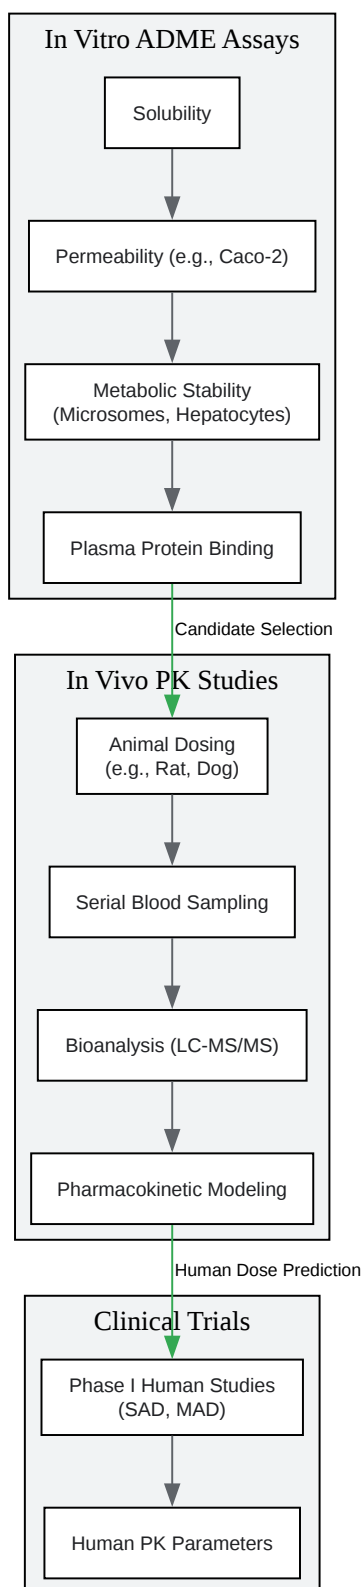 In Vitro ADME Assays
Solubility
Permeability (e.g., Caco-2)
Metabolic Stability
(Microsomes, Hepatocytes)
Plasma Protein Binding
Candidate Selection
In Vivo PK Studies
Animal Dosing
(e.g., Rat, Dog)
Serial Blood Sampling
Bioanalysis (LC-MS/MS)
Pharmacokinetic Modeling
Human Dose Prediction
Clinical Trials
Phase I Human Studies
(SAD, MAD)
Human PK Parameters